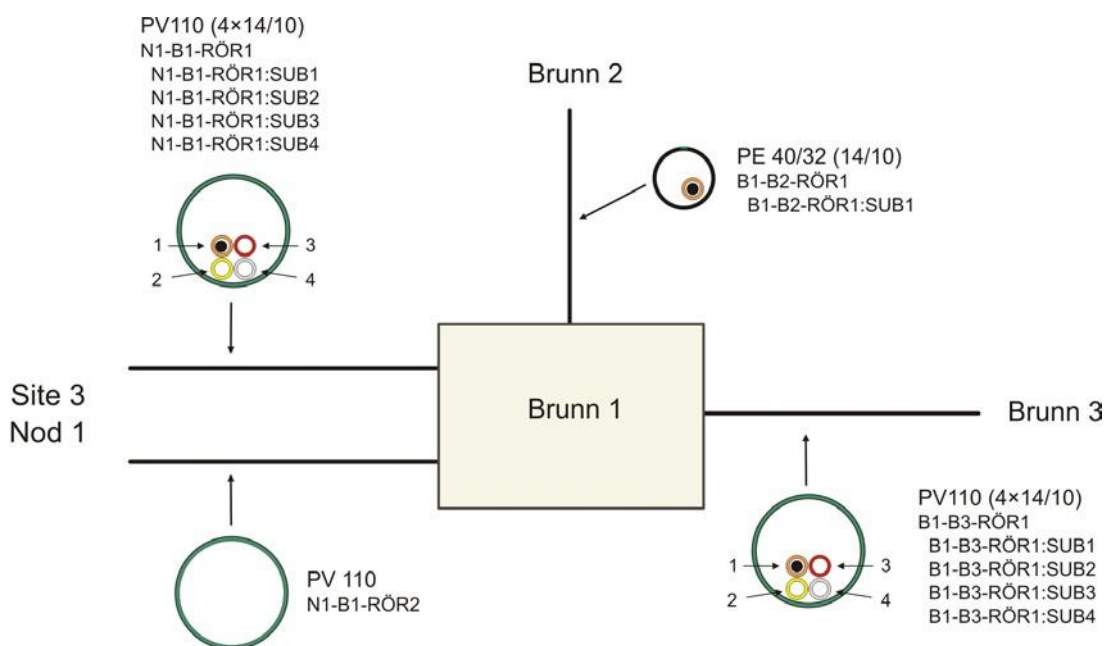 PV110 (4×14/10)
N1-B1-RÖR1
N1-B1-RÖR1:SUB1
N1-B1-RÖR1:SUB2
N1-B1-RÖR1:SUB3
N1-B1-RÖR1:SUB4
1
3
2
4
Brunn 2
PE 40/32 (14/10)
B1-B2-RÖR1
B1-B2-RÖR1:SUB1
Site 3
Nod 1
Brunn 1
Brunn 3
PV 110
N1-B1-RÖR2
1
3
2
4
PV110 (4×14/10)
B1-B3-RÖR1
B1-B3-RÖR1:SUB1
B1-B3-RÖR1:SUB2
B1-B3-RÖR1:SUB3
B1-B3-RÖR1:SUB4